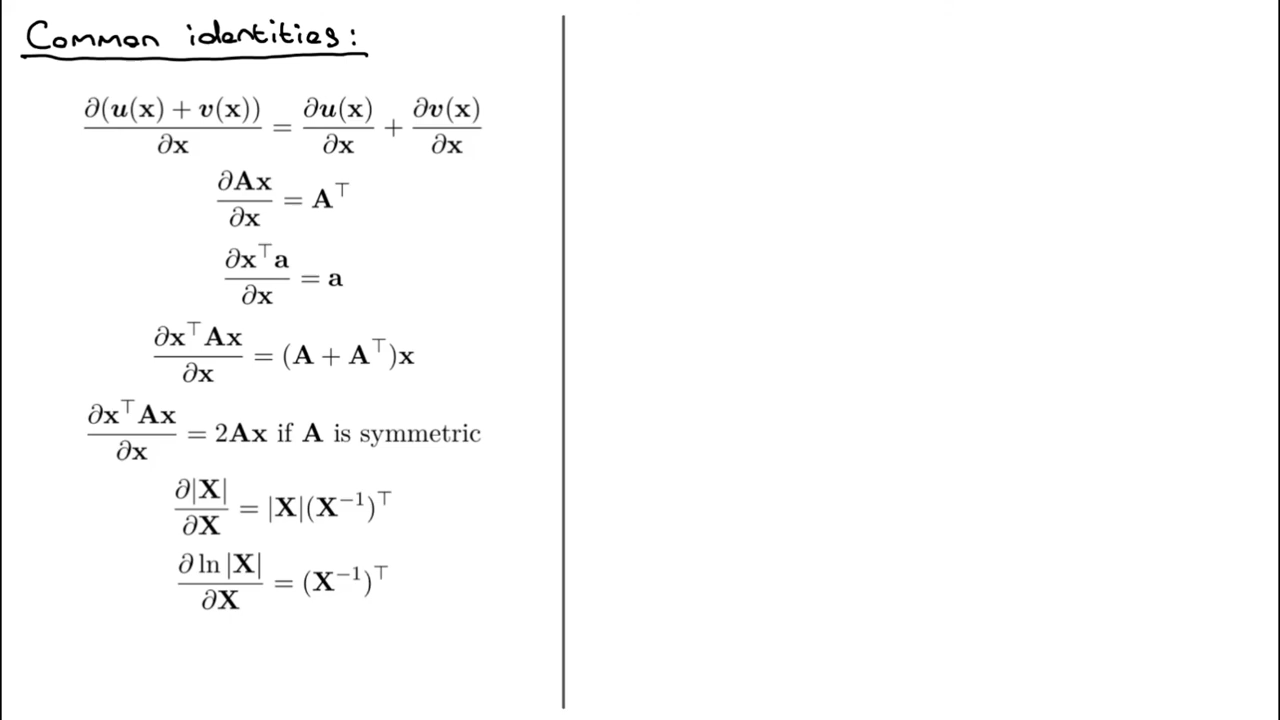 Common identities:
∂(u(x) + v(x))/∂x = ∂u(x)/∂x + ∂v(x)/∂x
∂Ax/∂x = A⊤
∂x⊤a/∂x = a
∂x⊤Ax/∂x = (A + A⊤)x
∂x⊤Ax/∂x = 2Ax if A is symmetric
∂|X|/∂X = |X|(X⁻¹)⊤
∂ ln |X|/∂X = (X⁻¹)⊤